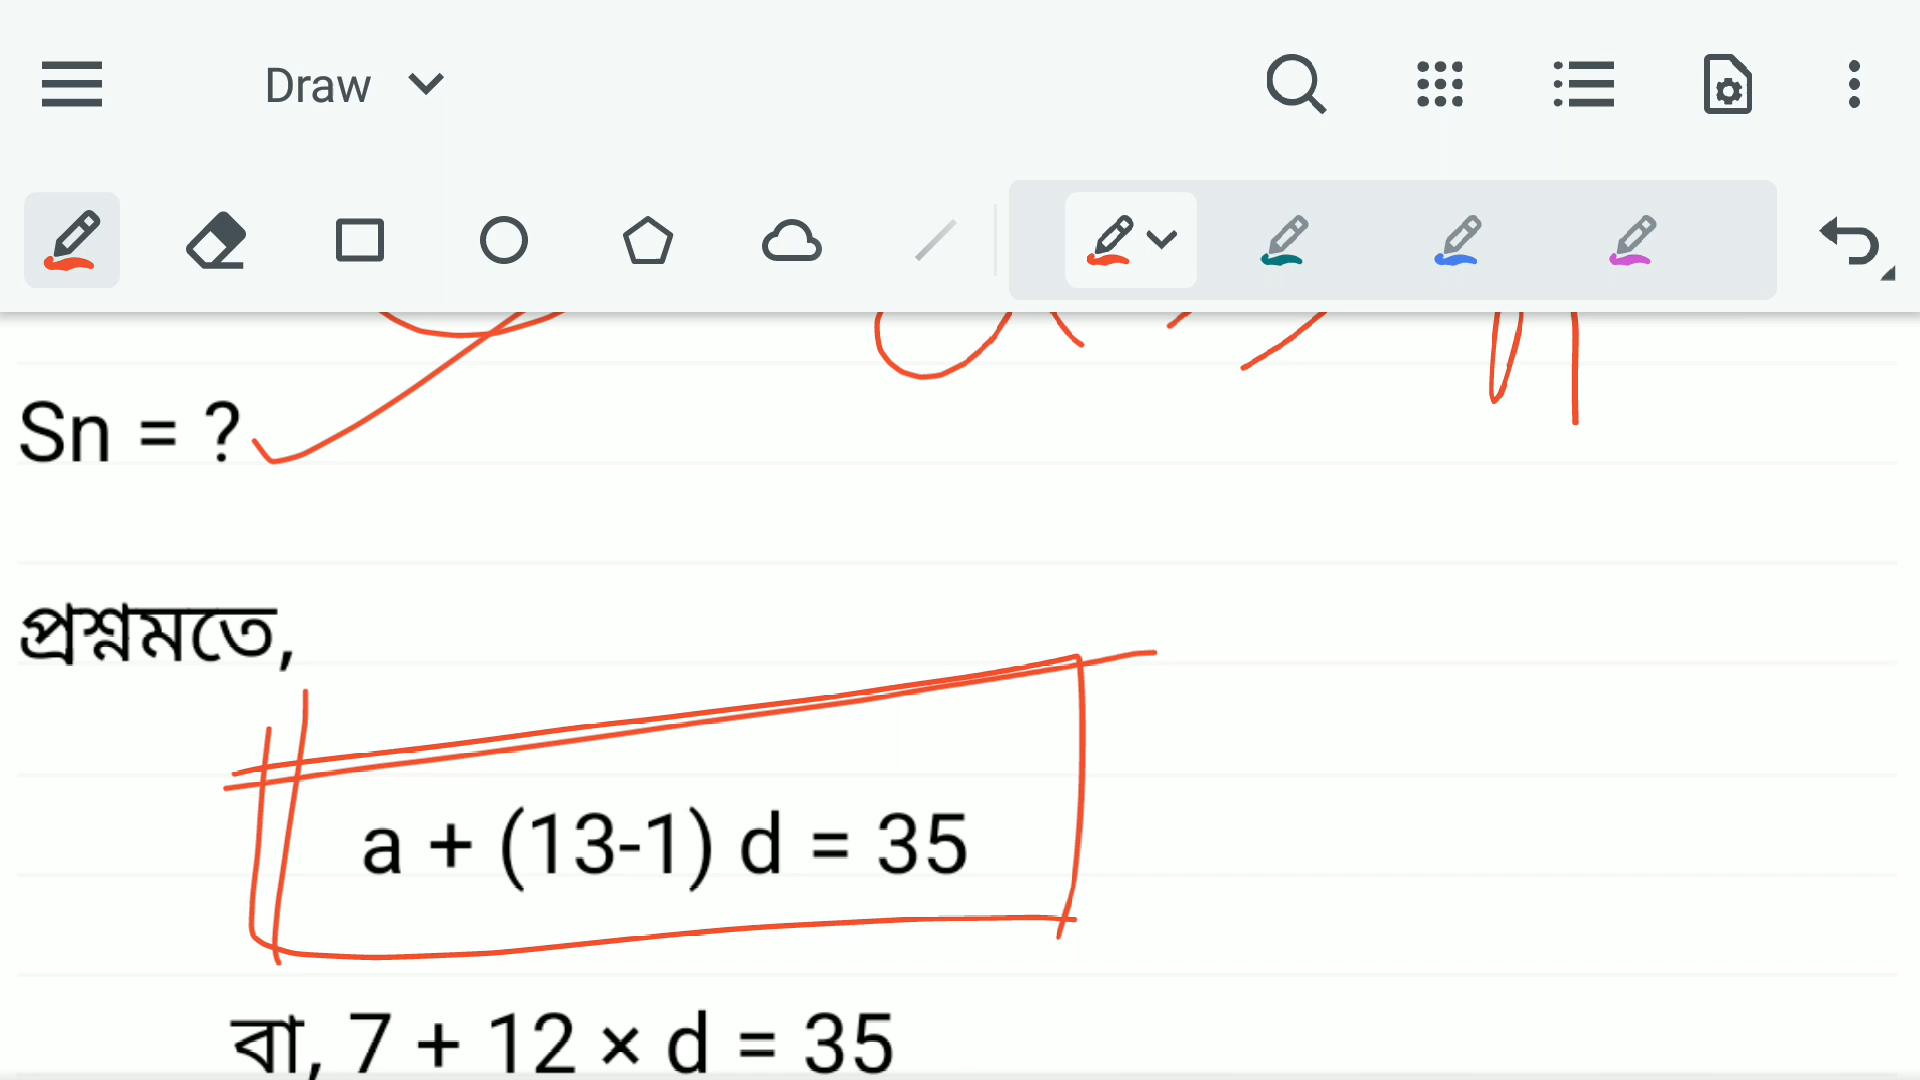 Draw
Sn = ?
প্রশ্নমতে,
a + (13-1) d = 35
বা, 7 + 12 × d = 35